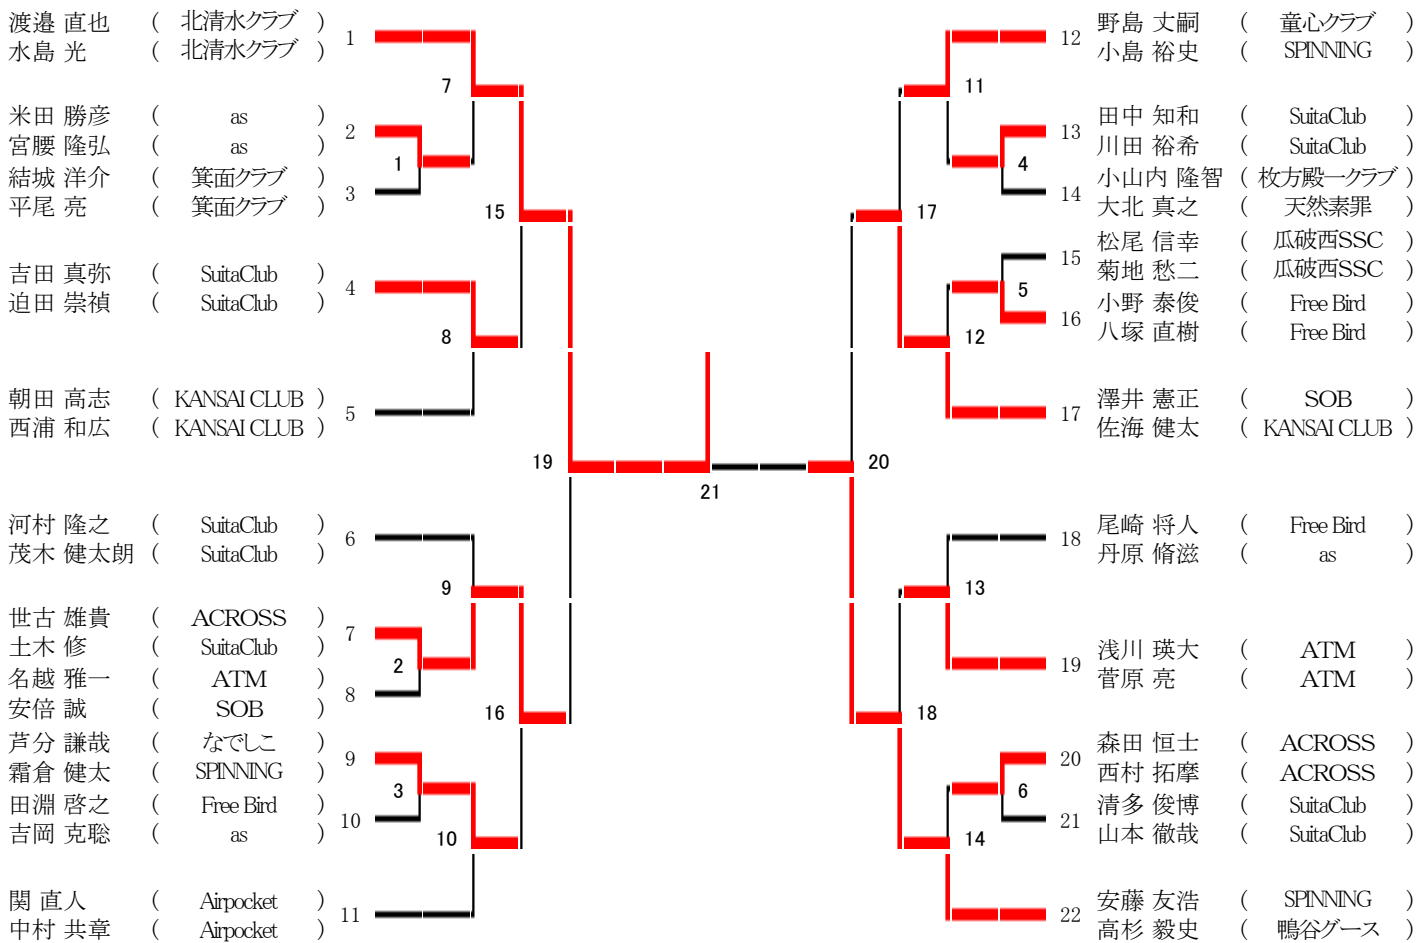 渡邉 直也 ( 北清水クラブ ) 1
水島 光 ( 北清水クラブ )
7
米田 勝彦 ( as ) 2
宮腰 隆弘 ( as )
1
結城 洋介 ( 箕面クラブ ) 3
平尾 亮 ( 箕面クラブ )
15
吉田 真弥 ( SuitaClub ) 4
迫田 崇禎 ( SuitaClub )
8
朝田 高志 ( KANSAI CLUB ) 5
西浦 和広 ( KANSAI CLUB )
19
河村 隆之 ( SuitaClub ) 6
茂木 健太朗 ( SuitaClub )
9
世古 雄貴 ( ACROSS ) 7
土木 修 ( SuitaClub )
2
名越 雅一 ( ATM ) 8
安倍 誠 ( SOB )
16
芦分 謙哉 ( なでしこ ) 9
霜倉 健太 ( SPINNING )
3
田淵 啓之 ( Free Bird ) 10
吉岡 克聡 ( as )
10
関 直人 ( Airpocket ) 11
中村 共章 ( Airpocket )
21
12 野島 丈嗣 ( 童心クラブ )
小島 裕史 ( SPINNING )
11
13 田中 知和 ( SuitaClub )
川田 裕希 ( SuitaClub )
4
14 小山内 隆智 ( 枚方殿一クラブ )
大北 真之 ( 天然素罪 )
17
15 松尾 信幸 ( 瓜破西SSC )
菊地 愁二 ( 瓜破西SSC )
5
16 小野 泰俊 ( Free Bird )
八塚 直樹 ( Free Bird )
12
17 澤井 憲正 ( SOB )
佐海 健太 ( KANSAI CLUB )
20
18 尾崎 将人 ( Free Bird )
丹原 脩滋 ( as )
13
19 浅川 瑛大 ( ATM )
菅原 亮 ( ATM )
18
20 森田 恒士 ( ACROSS )
西村 拓摩 ( ACROSS )
6
21 清多 俊博 ( SuitaClub )
山本 徹哉 ( SuitaClub )
14
22 安藤 友浩 ( SPINNING )
高杉 毅史 ( 鴨谷グース )